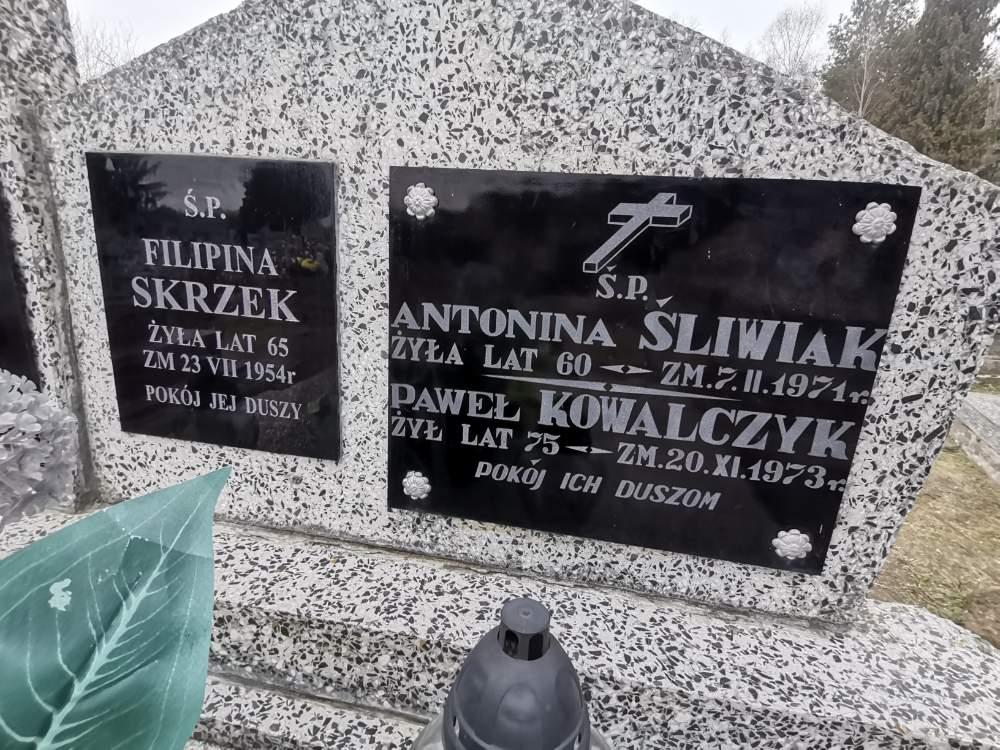 Ś.P.
FILIPINA
SKRZEK
ŻYŁA LAT 65
ZM 23 VII 1954r
POKÓJ JEJ DUSZY
Ś.P.
ANTONINA ŚLIWIAK
ŻYŁA LAT 60 ZM.7.II.1971r.
PAWEŁ KOWALCZYK
ŻYŁ LAT 75 ZM.20.XI.1973r.
POKÓJ ICH DUSZOM